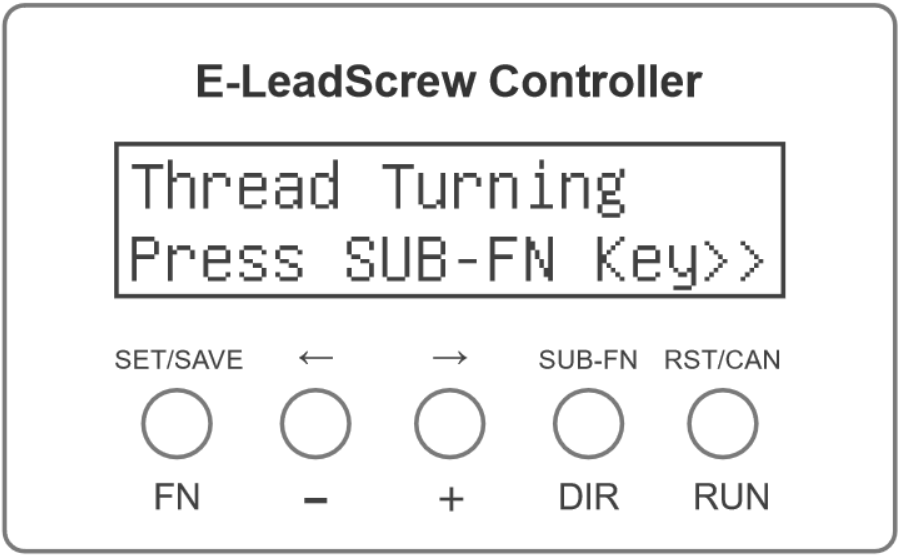 E-LeadScrew Controller
Thread Turning
Press SUB-FN Key>>
SET/SAVE ← → SUB-FN RST/CAN
FN - + DIR RUN